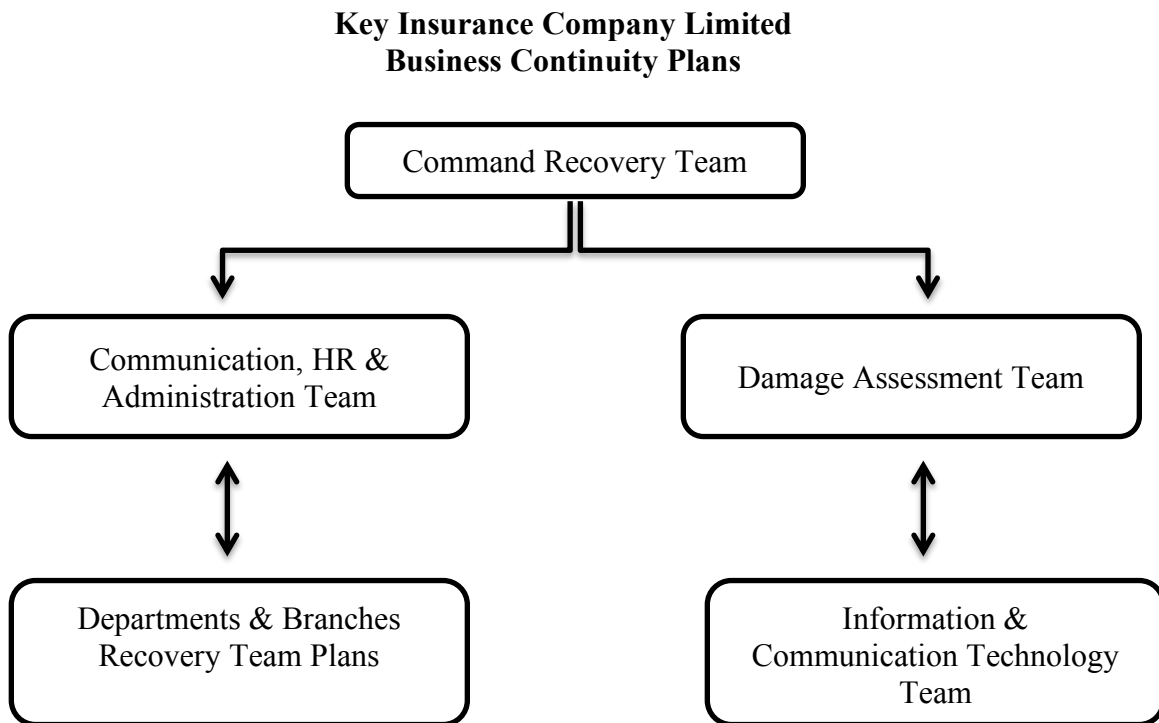 Key Insurance Company Limited
Business Continuity Plans
Command Recovery Team
Communication, HR &
Administration Team
Damage Assessment Team
Departments & Branches
Recovery Team Plans
Information &
Communication Technology
Team